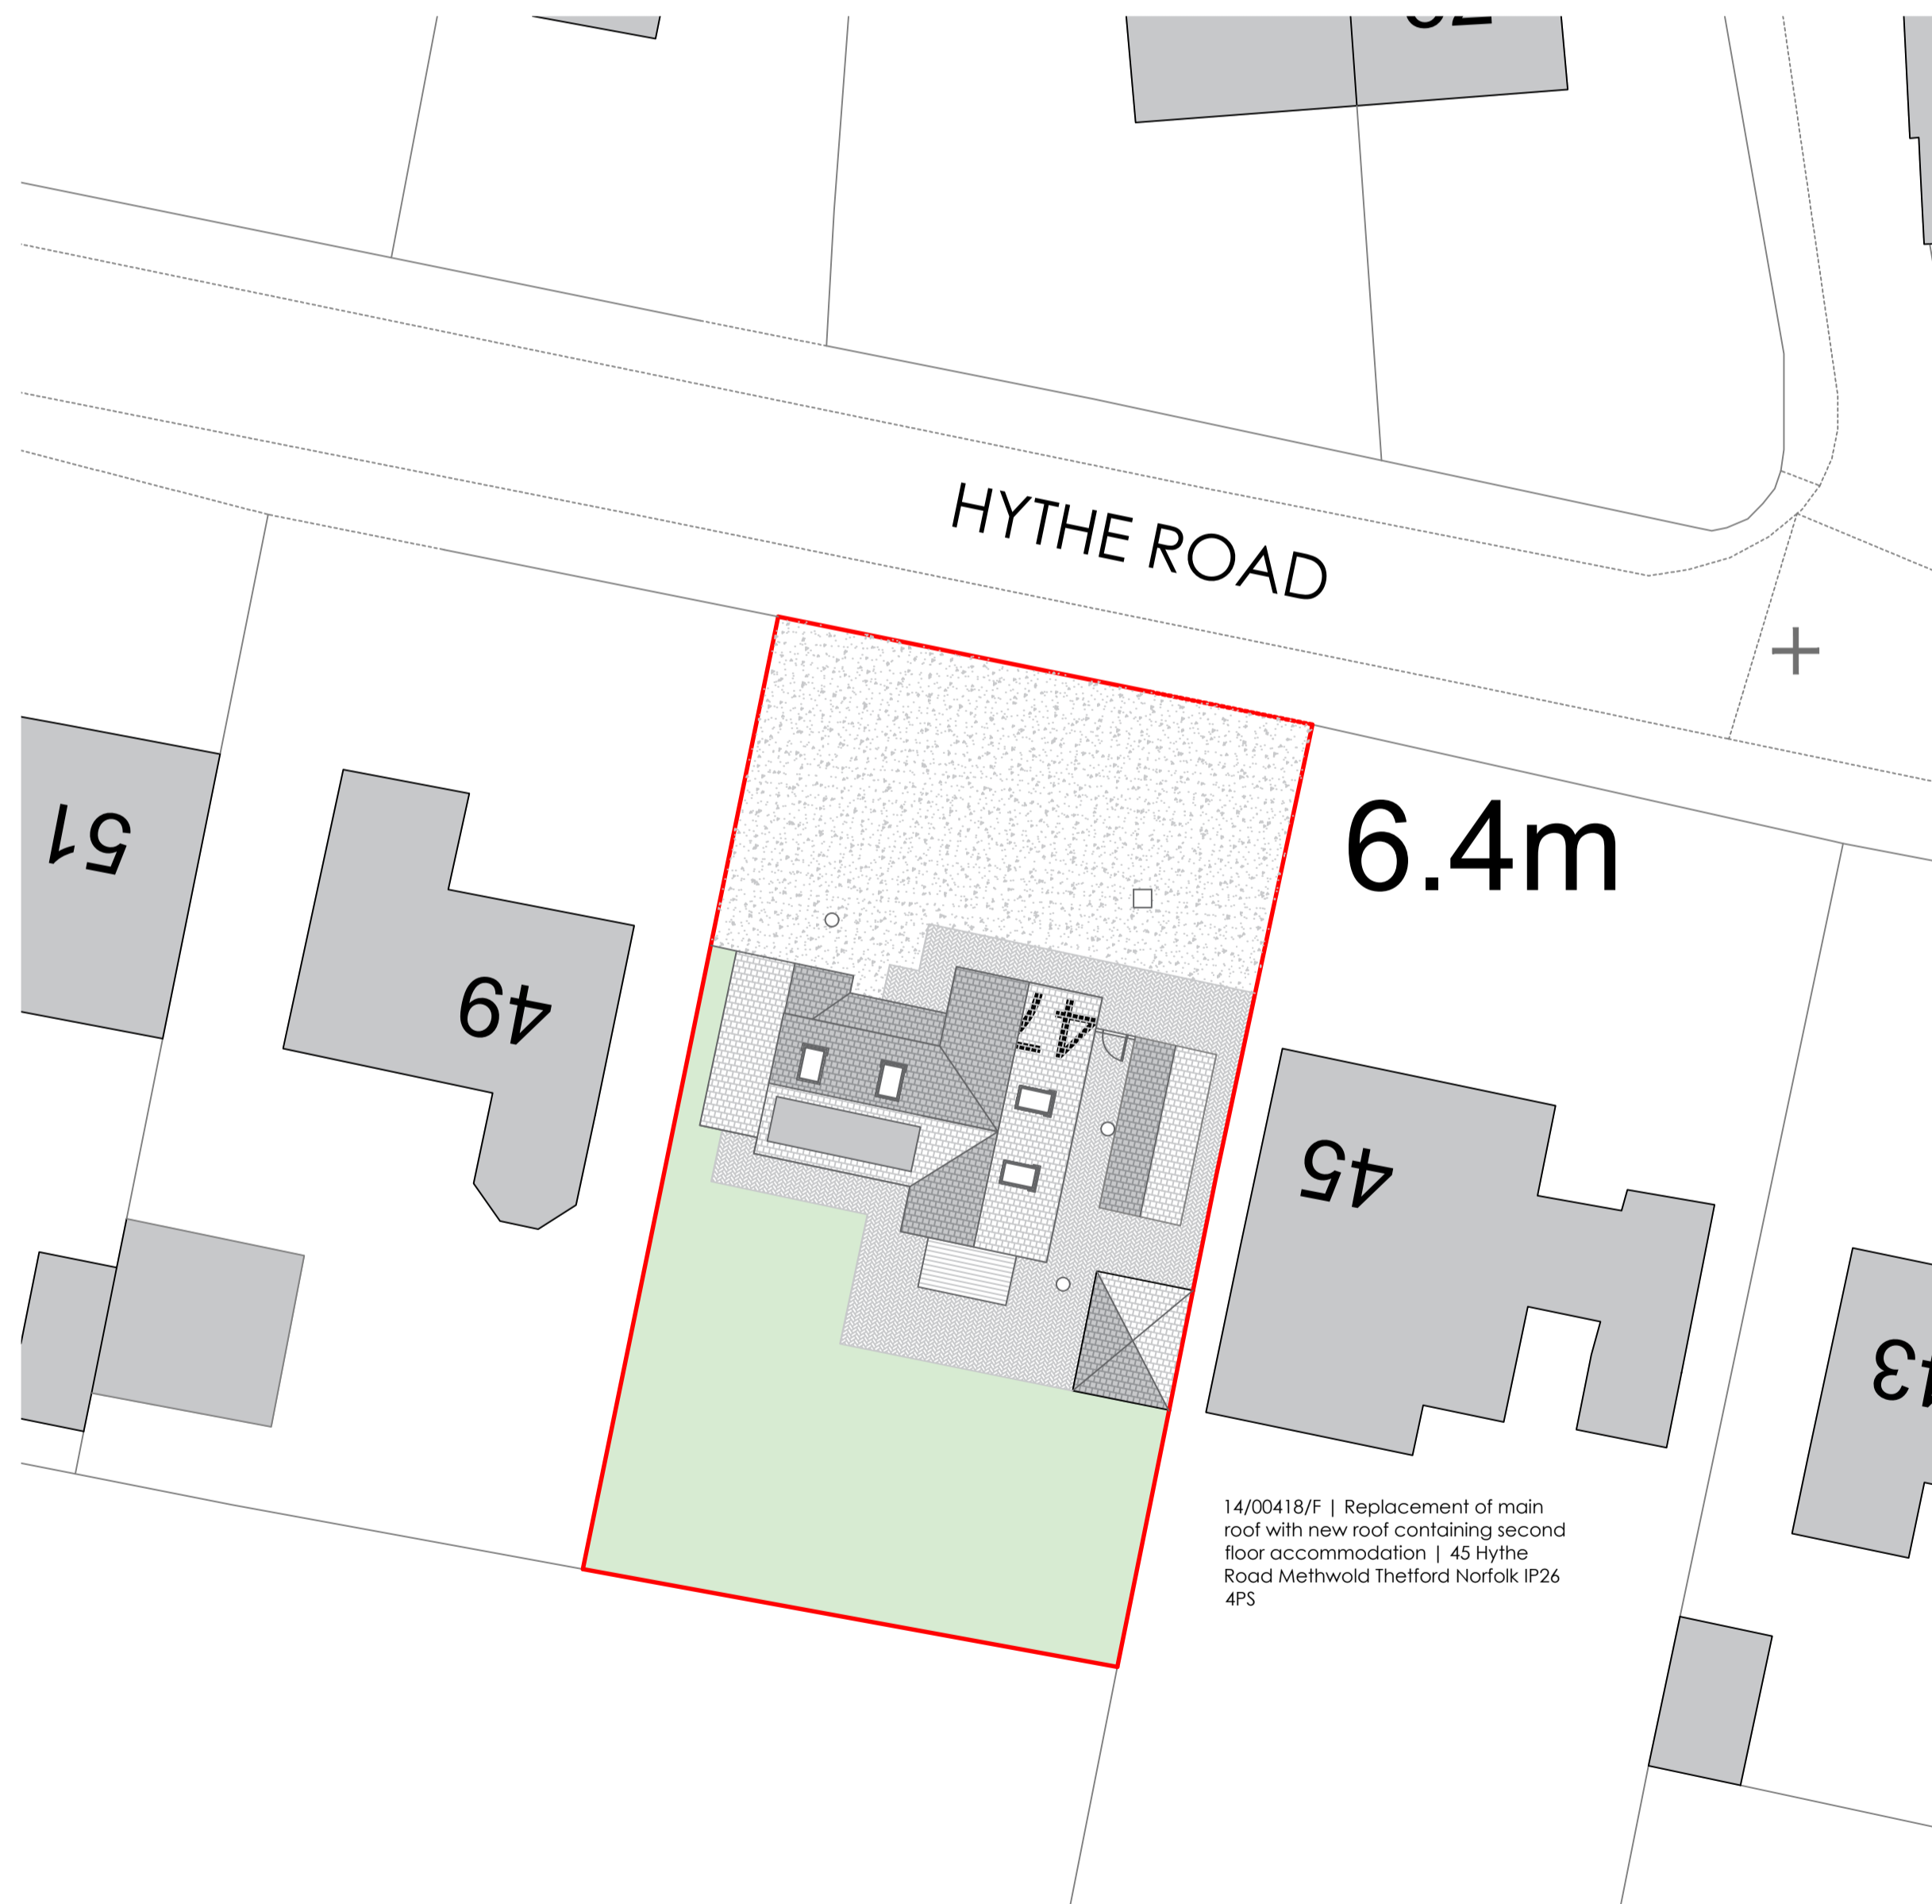 HYTHE ROAD
6.4m
51
49
47
45
14/00418/F | Replacement of main
roof with new roof containing second
floor accommodation | 45 Hythe
Road Methwold Thetford Norfolk IP26
4PS